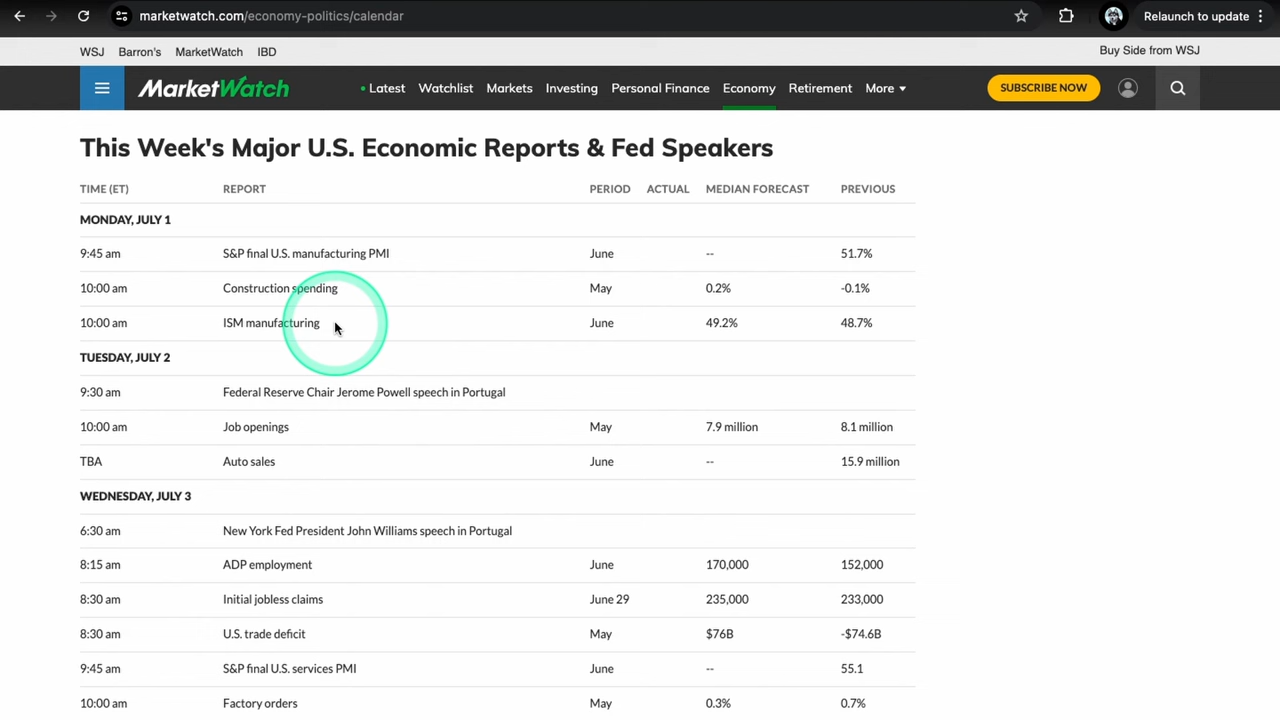 marketwatch.com/economy-politics/calendar Relaunch to update
WSJ Barron's MarketWatch IBD Buy Side from WSJ
MarketWatch Latest Watchlist Markets Investing Personal Finance Economy Retirement More SUBSCRIBE NOW
This Week's Major U.S. Economic Reports & Fed Speakers
TIME (ET) REPORT PERIOD ACTUAL MEDIAN FORECAST PREVIOUS
MONDAY, JULY 1
9:45 am S&P final U.S. manufacturing PMI June -- 51.7%
10:00 am Construction spending May 0.2% -0.1%
10:00 am ISM manufacturing June 49.2% 48.7%
TUESDAY, JULY 2
9:30 am Federal Reserve Chair Jerome Powell speech in Portugal
10:00 am Job openings May 7.9 million 8.1 million
TBA Auto sales June -- 15.9 million
WEDNESDAY, JULY 3
6:30 am New York Fed President John Williams speech in Portugal
8:15 am ADP employment June 170,000 152,000
8:30 am Initial jobless claims June 29 235,000 233,000
8:30 am U.S. trade deficit May $76B -$74.6B
9:45 am S&P final U.S. services PMI June -- 55.1
10:00 am Factory orders May 0.3% 0.7%